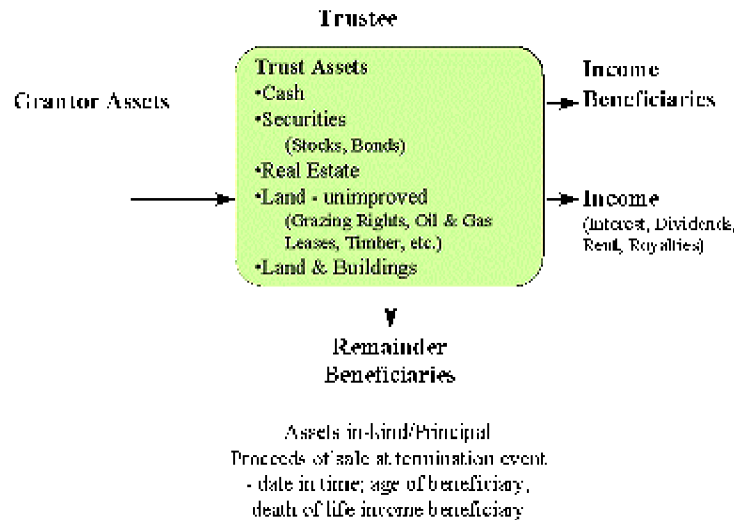 Trustee
Grantor Assets
Trust Assets
•Cash
•Securities
(Stocks, Bonds)
•Real Estate
•Land - unimproved
(Grazing Rights, Oil & Gas
Leases, Timber, etc.)
•Land & Buildings
Income
Beneficiaries
Income
(Interest, Dividends,
Rent, Royalties)
Remainder
Beneficiaries
Assets in-kind/Principal
Proceeds of sale at termination event
- date in time; age of beneficiary,
death of life income beneficiary